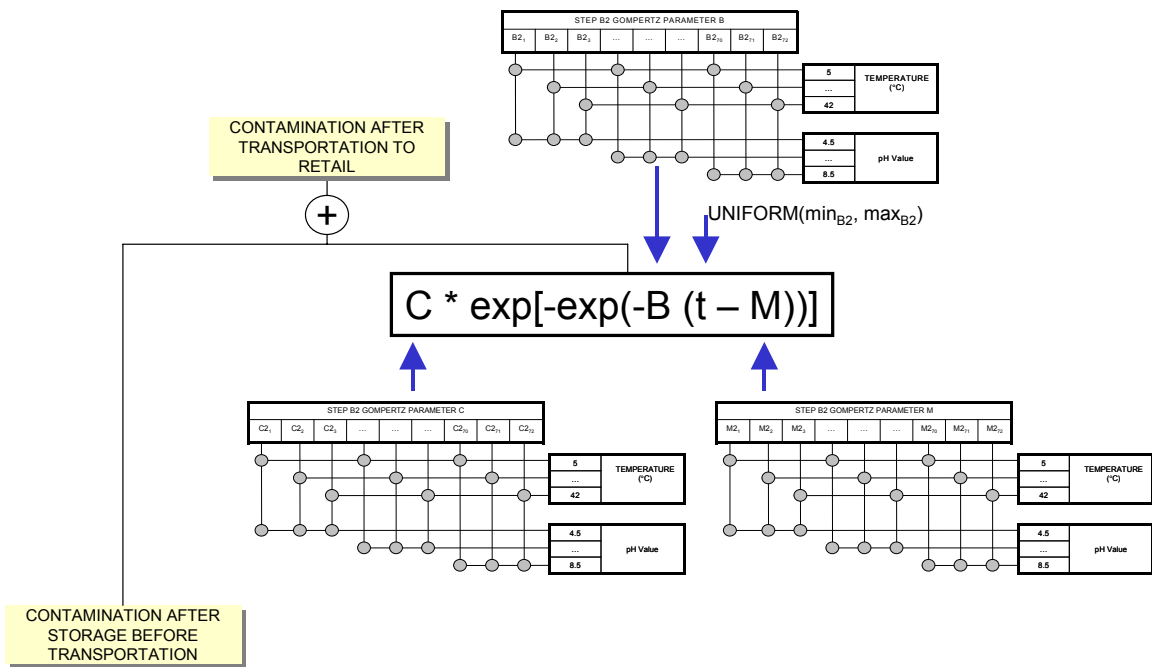 STEP B2 GOMPERTZ PARAMETER B
B2₁ B2₂ B2₃ ... ... ... B2₇₀ B2₇₁ B2₇₂
5
...
42
TEMPERATURE
(°C)
4.5
...
8.5
pH Value
CONTAMINATION AFTER
TRANSPORTATION TO
RETAIL
+
UNIFORM(min_B2, max_B2)
C * exp[-exp(-B (t – M))]
STEP B2 GOMPERTZ PARAMETER C
C2₁ C2₂ C2₃ ... ... ... C2₇₀ C2₇₁ C2₇₂
5
...
42
TEMPERATURE
(°C)
4.5
...
8.5
pH Value
STEP B2 GOMPERTZ PARAMETER M
M2₁ M2₂ M2₃ ... ... ... M2₇₀ M2₇₁ M2₇₂
5
...
42
TEMPERATURE
(°C)
4.5
...
8.5
pH Value
CONTAMINATION AFTER
STORAGE BEFORE
TRANSPORTATION